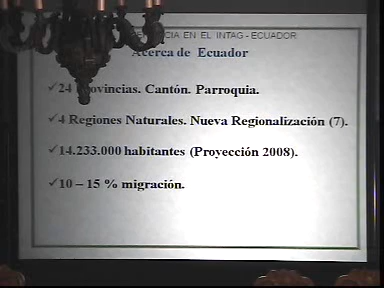 CIA EN EL INTAG - ECUADOR
Acerca de Ecuador
✓24 Provincias. Cantón. Parroquia.
✓4 Regiones Naturales. Nueva Regionalización (7).
✓14.233.000 habitantes (Proyección 2008).
✓10 – 15 % migración.